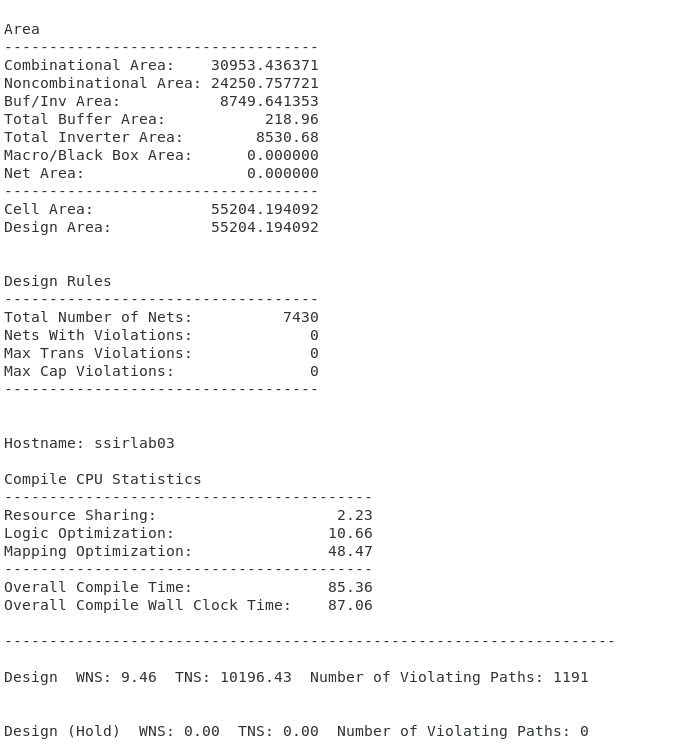 Area
-----------------------------------
Combinational Area:    30953.436371
Noncombinational Area: 24250.757721
Buf/Inv Area:           8749.641353
Total Buffer Area:           218.96
Total Inverter Area:        8530.68
Macro/Black Box Area:      0.000000
Net Area:                  0.000000
-----------------------------------
Cell Area:             55204.194092
Design Area:           55204.194092
Design Rules
-----------------------------------
Total Number of Nets:          7430
Nets With Violations:             0
Max Trans Violations:             0
Max Cap Violations:               0
-----------------------------------
Hostname: ssirlab03
Compile CPU Statistics
-----------------------------------------
Resource Sharing:                    2.23
Logic Optimization:                 10.66
Mapping Optimization:               48.47
-----------------------------------------
Overall Compile Time:               85.36
Overall Compile Wall Clock Time:    87.06
--------------------------------------------------------------------
Design  WNS: 9.46  TNS: 10196.43  Number of Violating Paths: 1191
Design (Hold)  WNS: 0.00  TNS: 0.00  Number of Violating Paths: 0